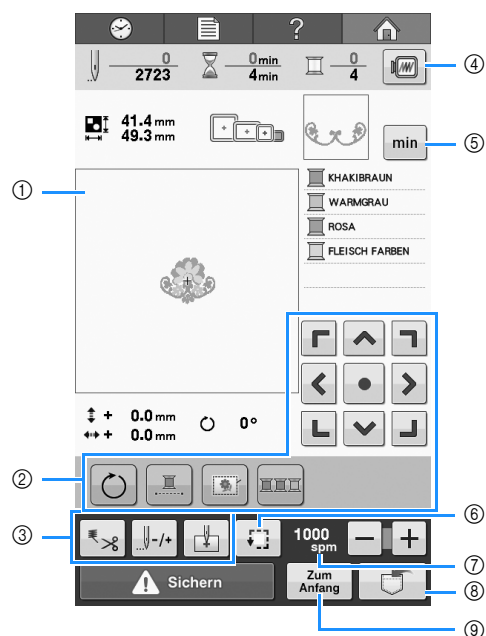 ?
0 0 min 0
2723 4 min 4
41.4 mm
49.3 mm
min
KHAKIBRAUN
WARMGRAU
ROSA
FLEISCH FARBEN
+ 0.0 mm 0°
+ 0.0 mm
-/+
1000 spm − +
Sichern
Zum Anfang
①
②
③
④
⑤
⑥
⑦
⑧
⑨